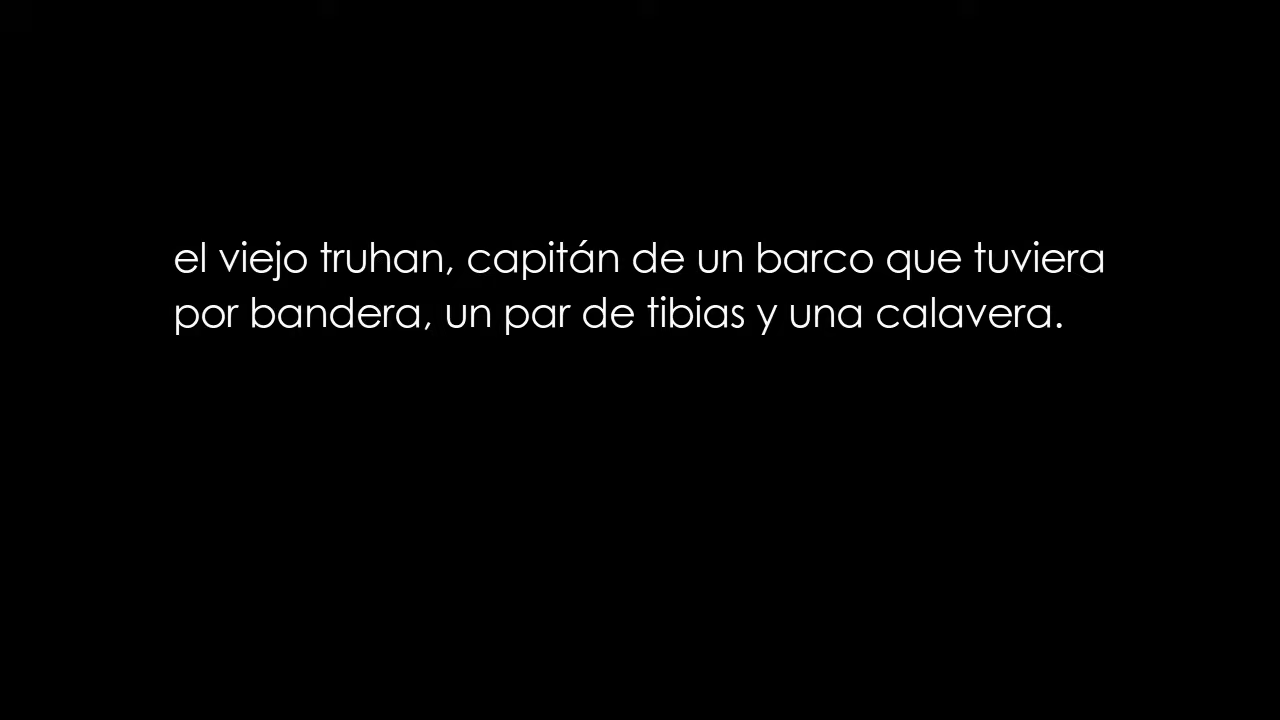 el viejo truhan, capitán de un barco que tuviera
por bandera, un par de tibias y una calavera.